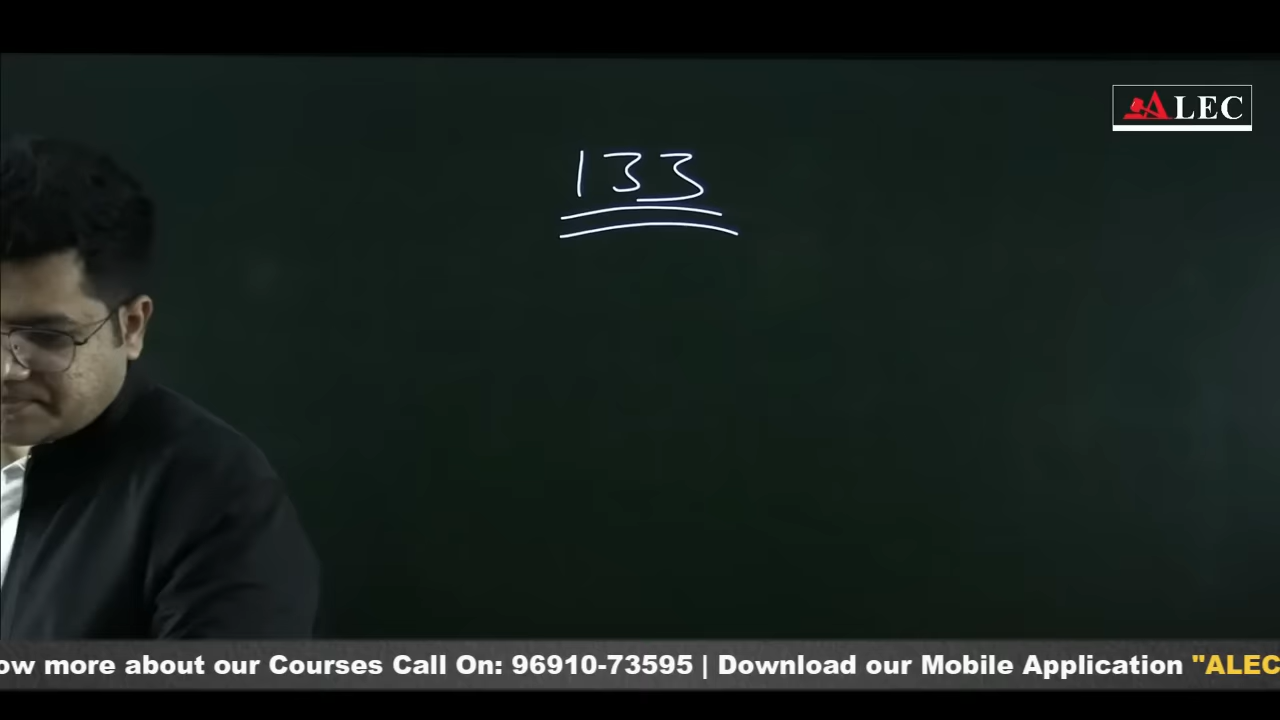 ALEC
133
ow more about our Courses Call On: 96910-73595 | Download our Mobile Application "ALEC